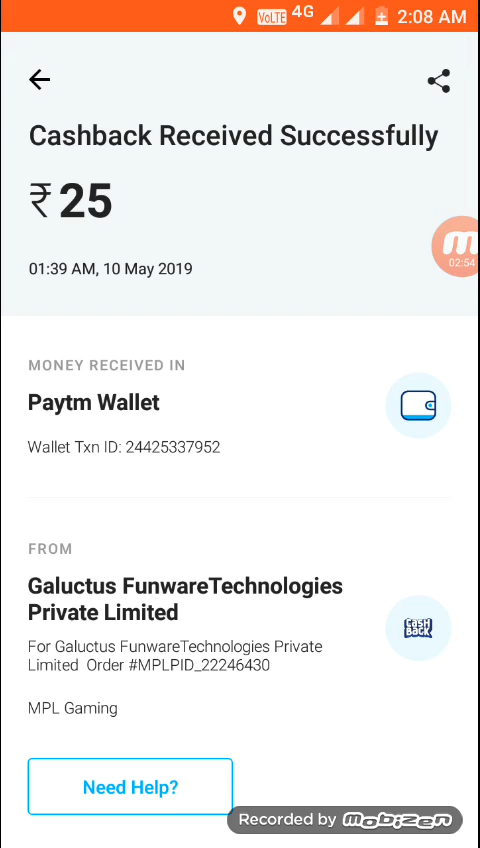 VoLTE 4G 2:08 AM
Cashback Received Successfully
₹ 25
02:54
01:39 AM, 10 May 2019
MONEY RECEIVED IN
Paytm Wallet
Wallet Txn ID: 24425337952
FROM
Galuctus FunwareTechnologies
Private Limited
CASH
BACK
For Galuctus FunwareTechnologies Private
Limited Order #MPLPID_22246430
MPL Gaming
Need Help?
Recorded by mobizen